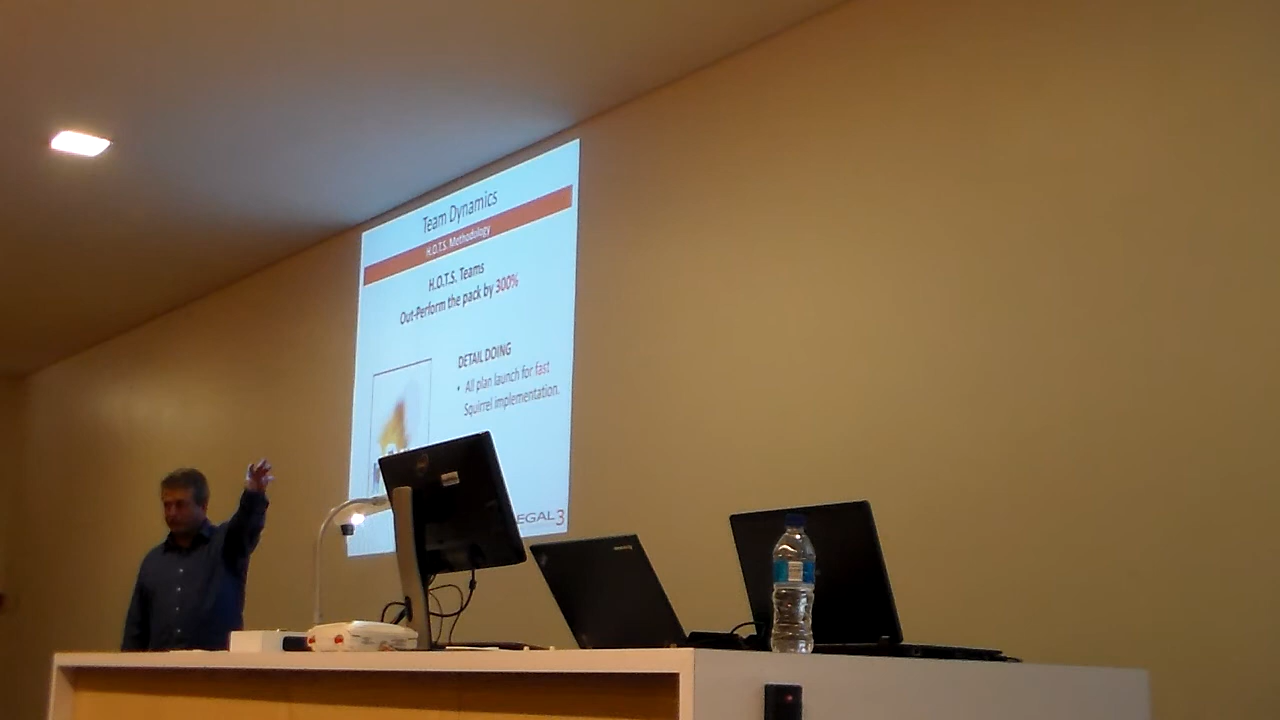 Team Dynamics
H.O.T.S. Methodology
H.O.T.S. Teams
Out-Perform the pack by 300%
DETAIL DOING
• All plan launch for fast
Squirrel implementation.
EGAL3